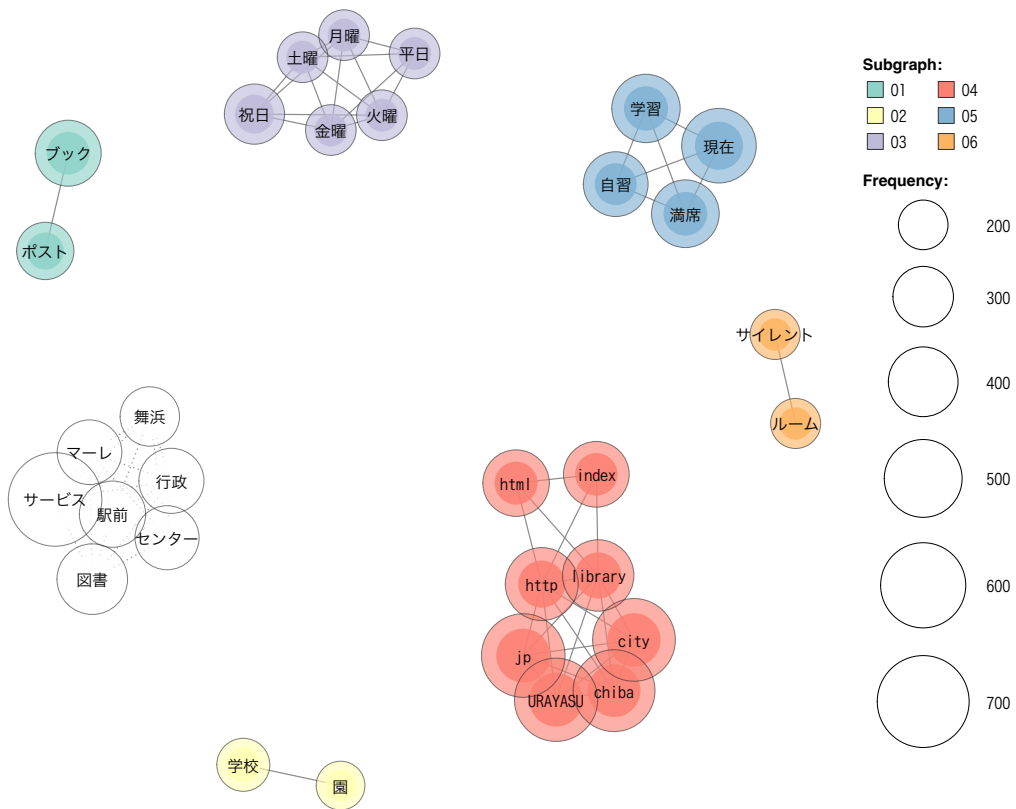 月曜
土曜
平日
祝日
金曜
火曜
ブック
ポスト
学習
現在
自習
満席
サイレント
ルーム
舞浜
マーレ
サービス
行政
駅前
センター
図書
html
index
http
library
jp
city
URAYASU
chiba
学校
園
Subgraph:
01
04
02
05
03
06
Frequency:
200
300
400
500
600
700